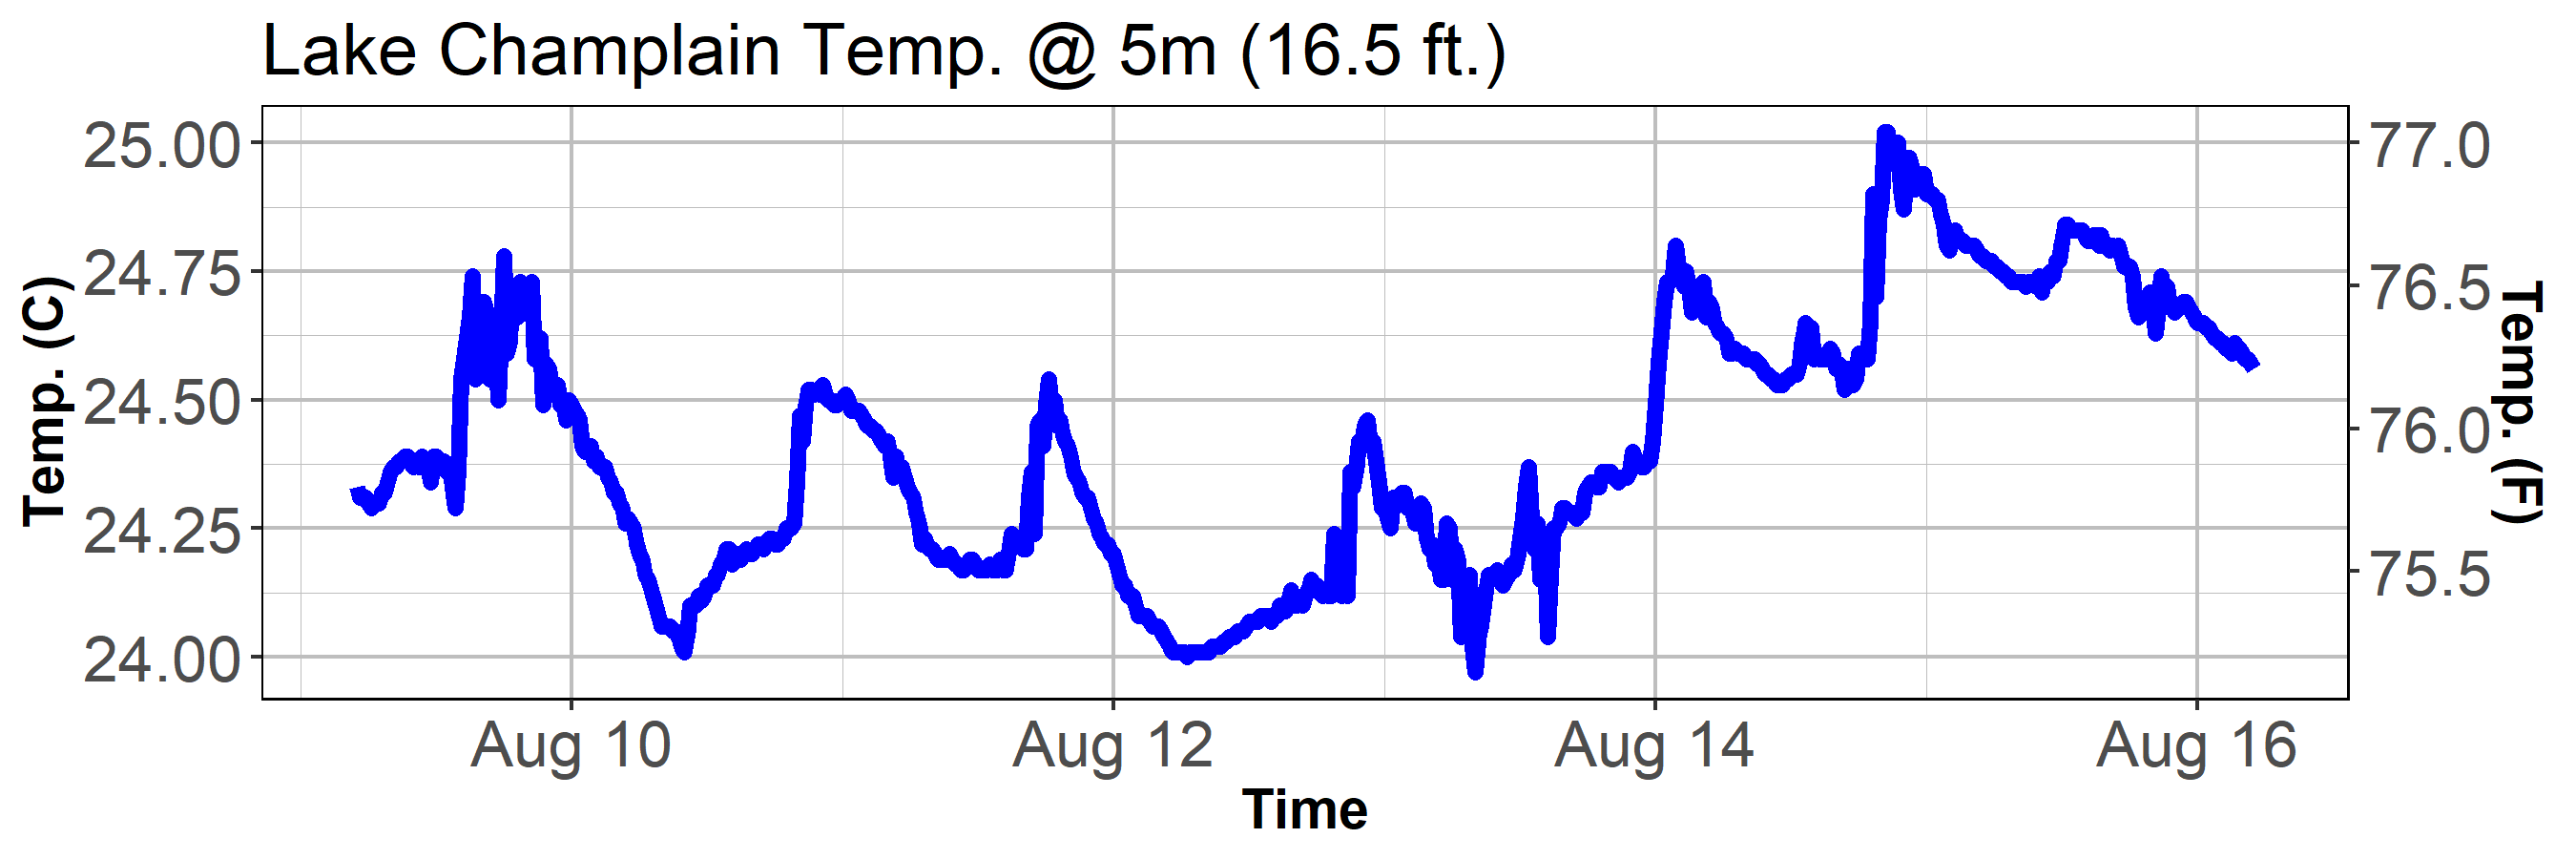 Lake Champlain Temp. @ 5m (16.5 ft.)
25.00
24.75
24.50
24.25
24.00
Temp. (C)
77.0
76.5
76.0
75.5
Temp. (F)
Aug 10 Aug 12 Aug 14 Aug 16
Time